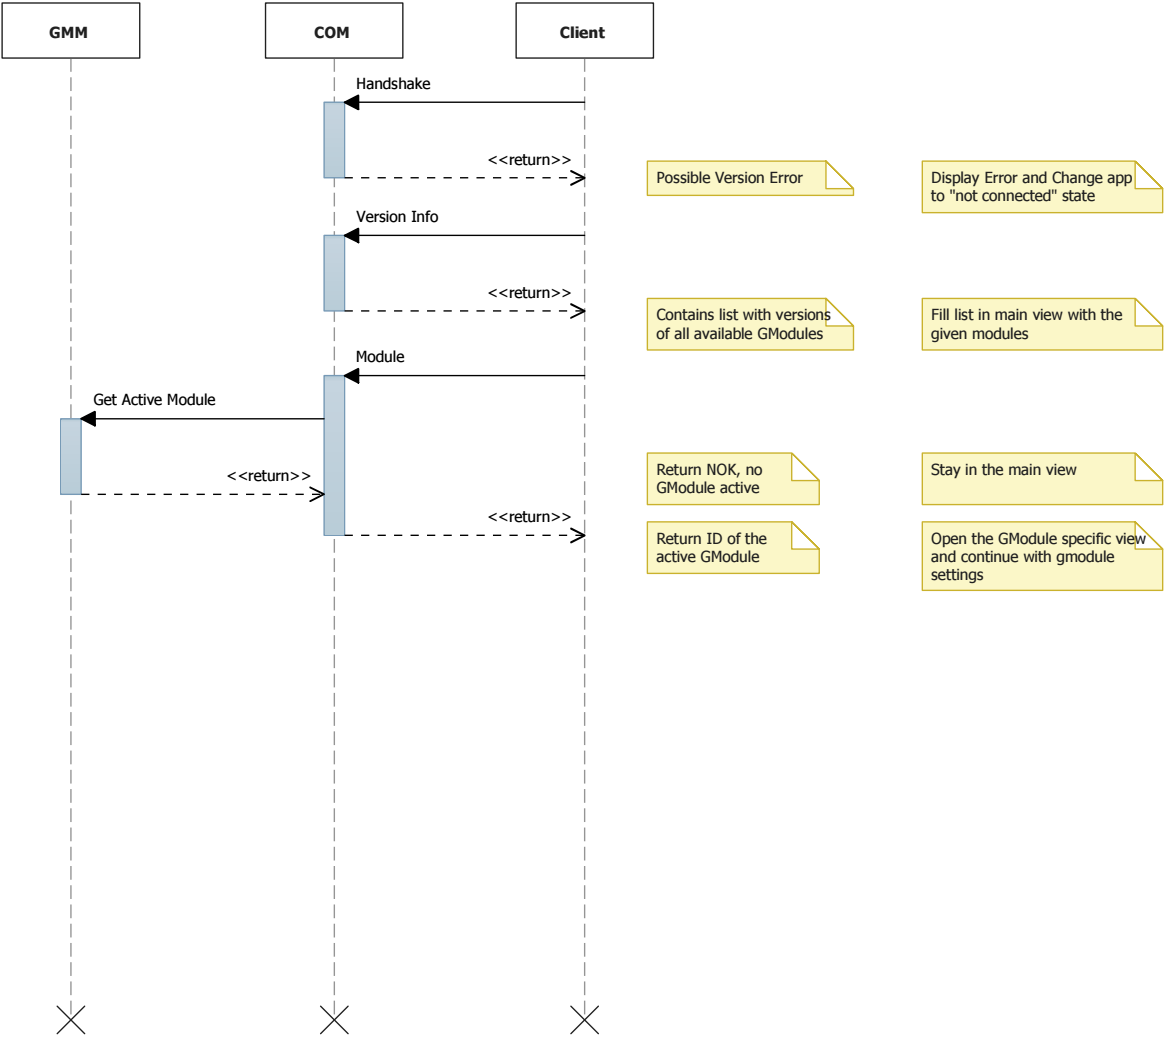 GMM
COM
Client
Handshake
<<return>>
Possible Version Error
Display Error and Change app
to "not connected" state
Version Info
<<return>>
Contains list with versions
of all available GModules
Fill list in main view with the
given modules
Module
Get Active Module
<<return>>
Return NOK, no
GModule active
Stay in the main view
<<return>>
Return ID of the
active GModule
Open the GModule specific view
and continue with gmodule
settings